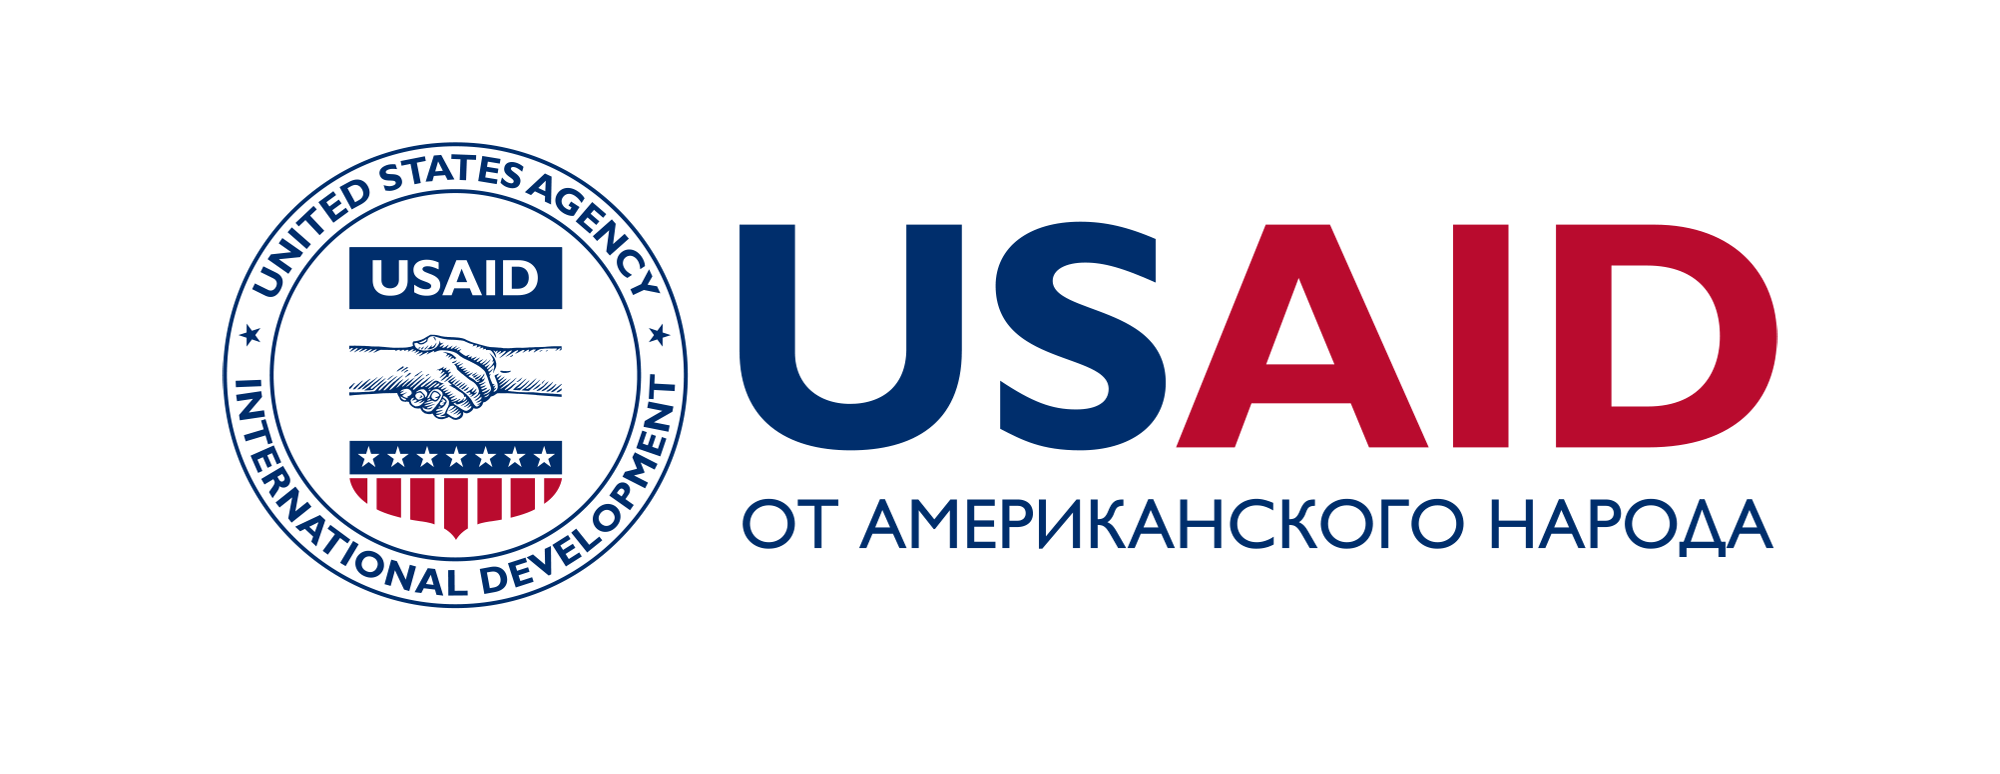 UNITED STATES AGENCY
USAID
INTERNATIONAL DEVELOPMENT
USAID
ОТ АМЕРИКАНСКОГО НАРОДА